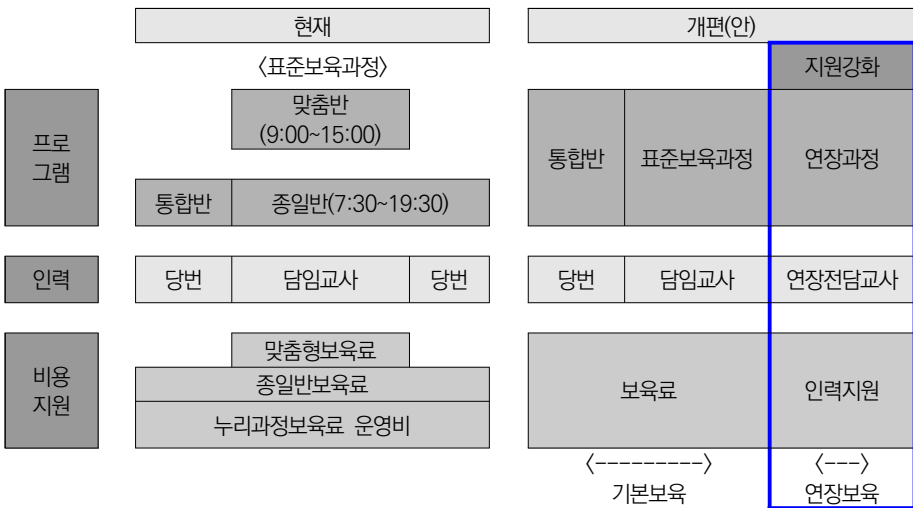 현재 개편(안)
〈표준보육과정〉 지원강화
프로
그램
맞춤반
(9:00~15:00)
통합반 종일반(7:30~19:30)
통합반 표준보육과정 연장과정
인력 당번 담임교사 당번 당번 담임교사 연장전담교사
비용
지원
맞춤형보육료
종일반보육료
누리과정보육료 운영비
보육료 인력지원
〈---------〉 〈---〉
기본보육 연장보육